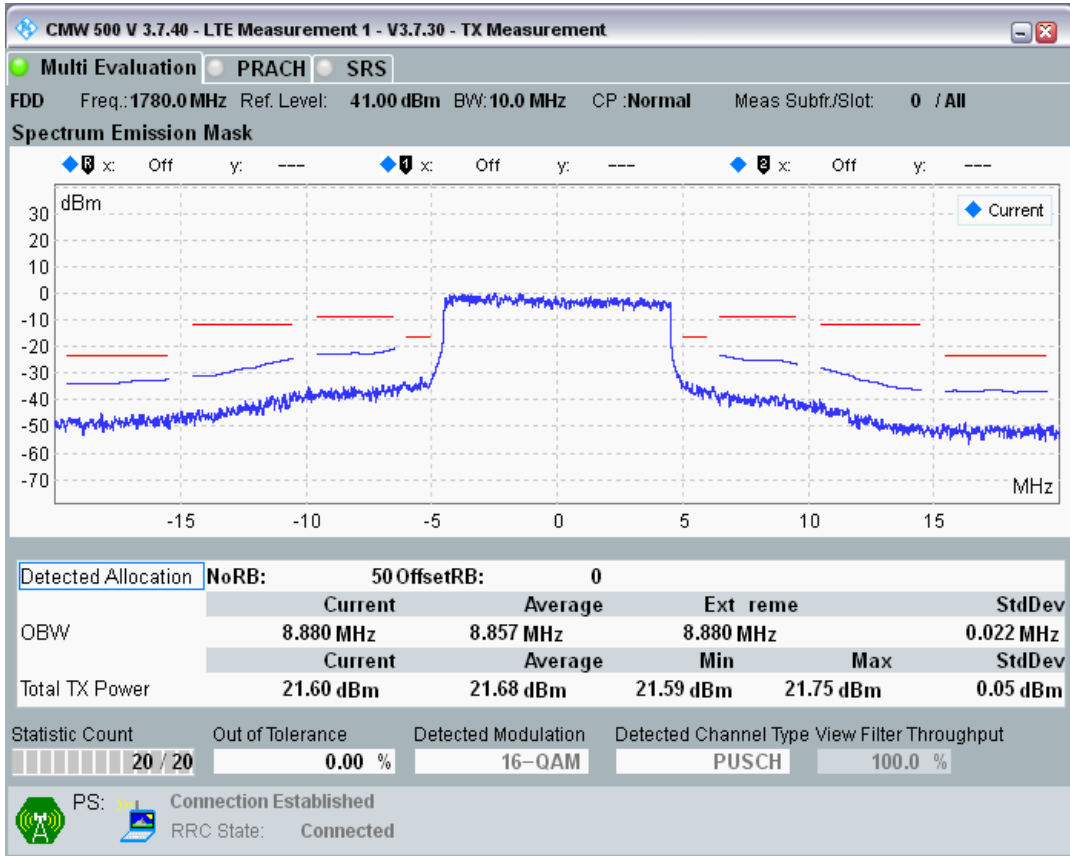 CMW 500 V 3.7.40 - LTE Measurement 1 - V3.7.30 - TX Measurement
Multi Evaluation PRACH SRS
FDD Freq.: 1780.0 MHz Ref. Level: 41.00 dBm BW: 10.0 MHz CP :Normal Meas Subfr./Slot: 0 / All
Spectrum Emission Mask
R x: Off y: --- 1 x: Off y: --- 2 x: Off y: ---
dBm
Current
30
20
10
0
-10
-20
-30
-40
-50
-60
-70
MHz
-15 -10 -5 0 5 10 15
Detected Allocation NoRB: 50 OffsetRB: 0
Current Average Ext reme StdDev
OBW 8.880 MHz 8.857 MHz 8.880 MHz 0.022 MHz
Current Average Min Max StdDev
Total TX Power 21.60 dBm 21.68 dBm 21.59 dBm 21.75 dBm 0.05 dBm
Statistic Count Out of Tolerance Detected Modulation Detected Channel Type View Filter Throughput
20 / 20 0.00 % 16-QAM PUSCH 100.0 %
PS: Connection Established
RRC State: Connected